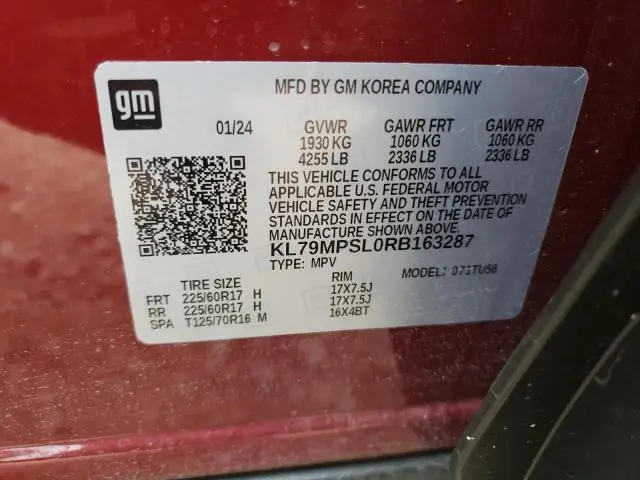 gm
MFD BY GM KOREA COMPANY
01/24 GVWR GAWR FRT GAWR RR
1930 KG 1060 KG 1060 KG
4255 LB 2336 LB 2336 LB
THIS VEHICLE CONFORMS TO ALL
APPLICABLE U.S. FEDERAL MOTOR
VEHICLE SAFETY AND THEFT PREVENTION
STANDARDS IN EFFECT ON THE DATE OF
MANUFACTURE SHOWN ABOVE.
KL79MPSL0RB163287
TYPE: MPV MODEL:
TIRE SIZE RIM
FRT 225/60R17 H 17X7.5J
RR 225/60R17 H 17X7.5J
SPA T125/70R16 M 16X4BT